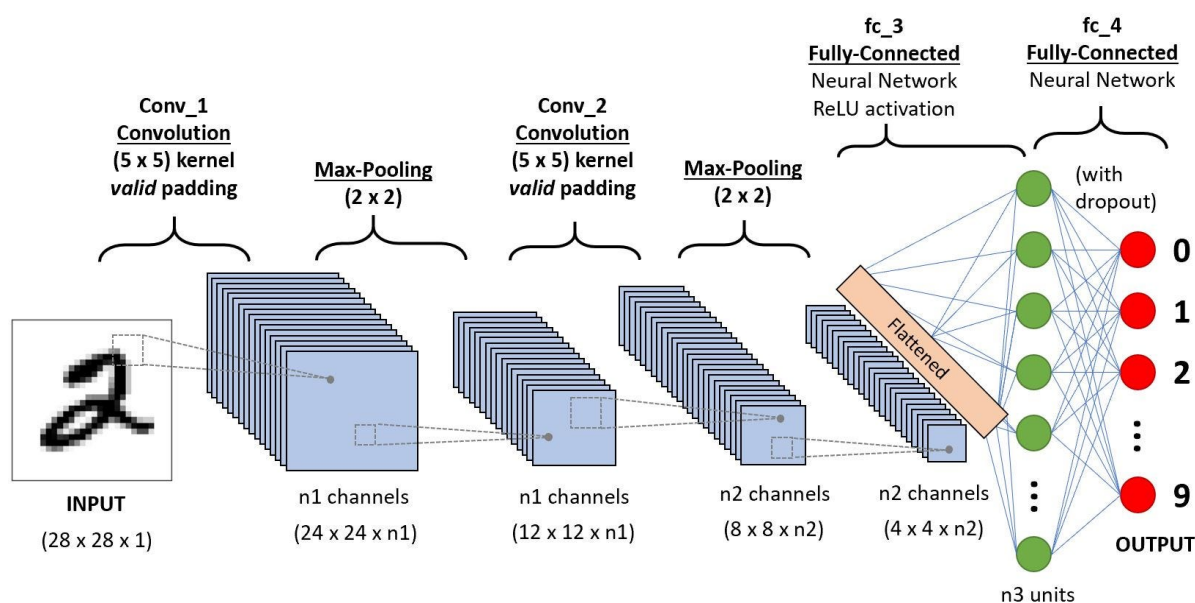 Conv_1
Convolution
(5 x 5) kernel
valid padding
Max-Pooling
(2 x 2)
Conv_2
Convolution
(5 x 5) kernel
valid padding
Max-Pooling
(2 x 2)
fc_3
Fully-Connected
Neural Network
ReLU activation
fc_4
Fully-Connected
Neural Network
(with
dropout)
Flattened
0
1
2
9
OUTPUT
2
INPUT
(28 x 28 x 1)
n1 channels
(24 x 24 x n1)
n1 channels
(12 x 12 x n1)
n2 channels
(8 x 8 x n2)
n2 channels
(4 x 4 x n2)
n3 units